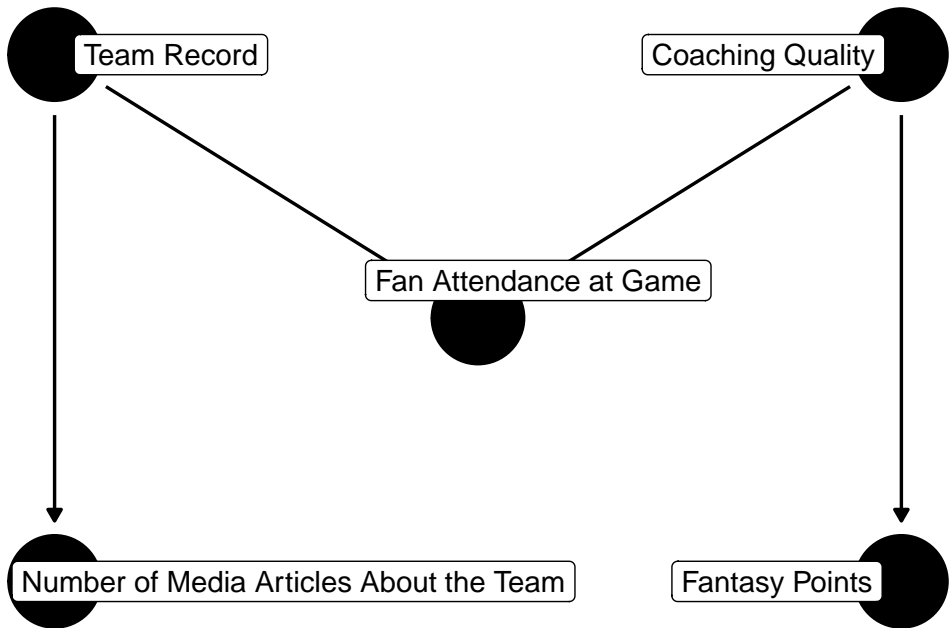 Team Record
Coaching Quality
Fan Attendance at Game
Number of Media Articles About the Team
Fantasy Points